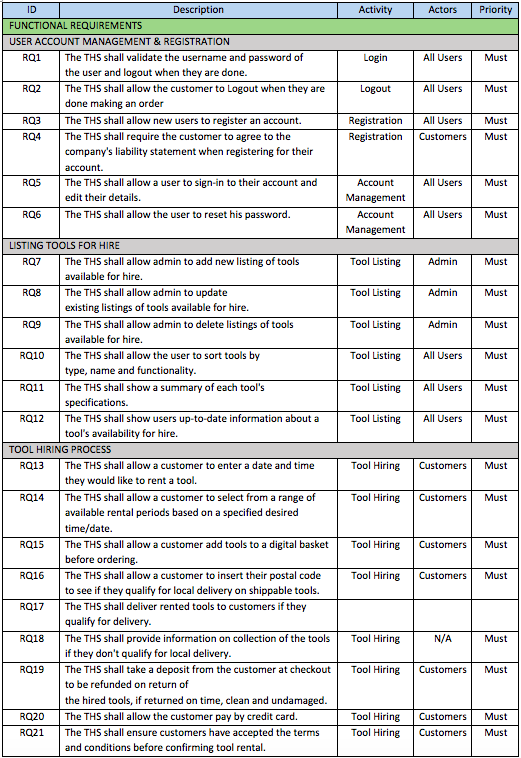 ID Description Activity Actors Priority
FUNCTIONAL REQUIREMENTS
USER ACCOUNT MANAGEMENT & REGISTRATION
RQ1 The THS shall validate the username and password of Login All Users Must
the user and logout when they are done.
RQ2 The THS shall allow the customer to Logout when they are Logout All Users Must
done making an order
RQ3 The THS shall allow new users to register an account. Registration All Users Must
RQ4 The THS shall require the customer to agree to the Registration Customers Must
company's liability statement when registering for their
account.
RQ5 The THS shall allow a user to sign-in to their account and Account All Users Must
edit their details. Management
RQ6 The THS shall allow the user to reset his password. Account All Users Must
Management
LISTING TOOLS FOR HIRE
RQ7 The THS shall allow admin to add new listing of tools Tool Listing Admin Must
available for hire.
RQ8 The THS shall allow admin to update Tool Listing Admin Must
existing listings of tools available for hire.
RQ9 The THS shall allow admin to delete listings of tools Tool Listing Admin Must
available for hire.
RQ10 The THS shall allow the user to sort tools by Tool Listing All Users Must
type, name and functionality.
RQ11 The THS shall show a summary of each tool's Tool Listing All Users Must
specifications.
RQ12 The THS shall show users up-to-date information about a Tool Listing All Users Must
tool's availability for hire.
TOOL HIRING PROCESS
RQ13 The THS shall allow a customer to enter a date and time Tool Hiring Customers Must
they would like to rent a tool.
RQ14 The THS shall allow a customer to select from a range of Tool Hiring Customers Must
available rental periods based on a specified desired
time/date.
RQ15 The THS shall allow a customer add tools to a digital basket Tool Hiring Customers Must
before ordering.
RQ16 The THS shall allow a customer to insert their postal code Tool Hiring Customers Must
to see if they qualify for local delivery on shippable tools.
RQ17 The THS shall deliver rented tools to customers if they
qualify for delivery.
RQ18 The THS shall provide information on collection of the tools Tool Hiring N/A Must
if they don't qualify for local delivery.
RQ19 The THS shall take a deposit from the customer at checkout Tool Hiring Customers Must
to be refunded on return of
the hired tools, if returned on time, clean and undamaged.
RQ20 The THS shall allow the customer pay by credit card. Tool Hiring Customers Must
RQ21 The THS shall ensure customers have accepted the terms Tool Hiring Customers Must
and conditions before confirming tool rental.